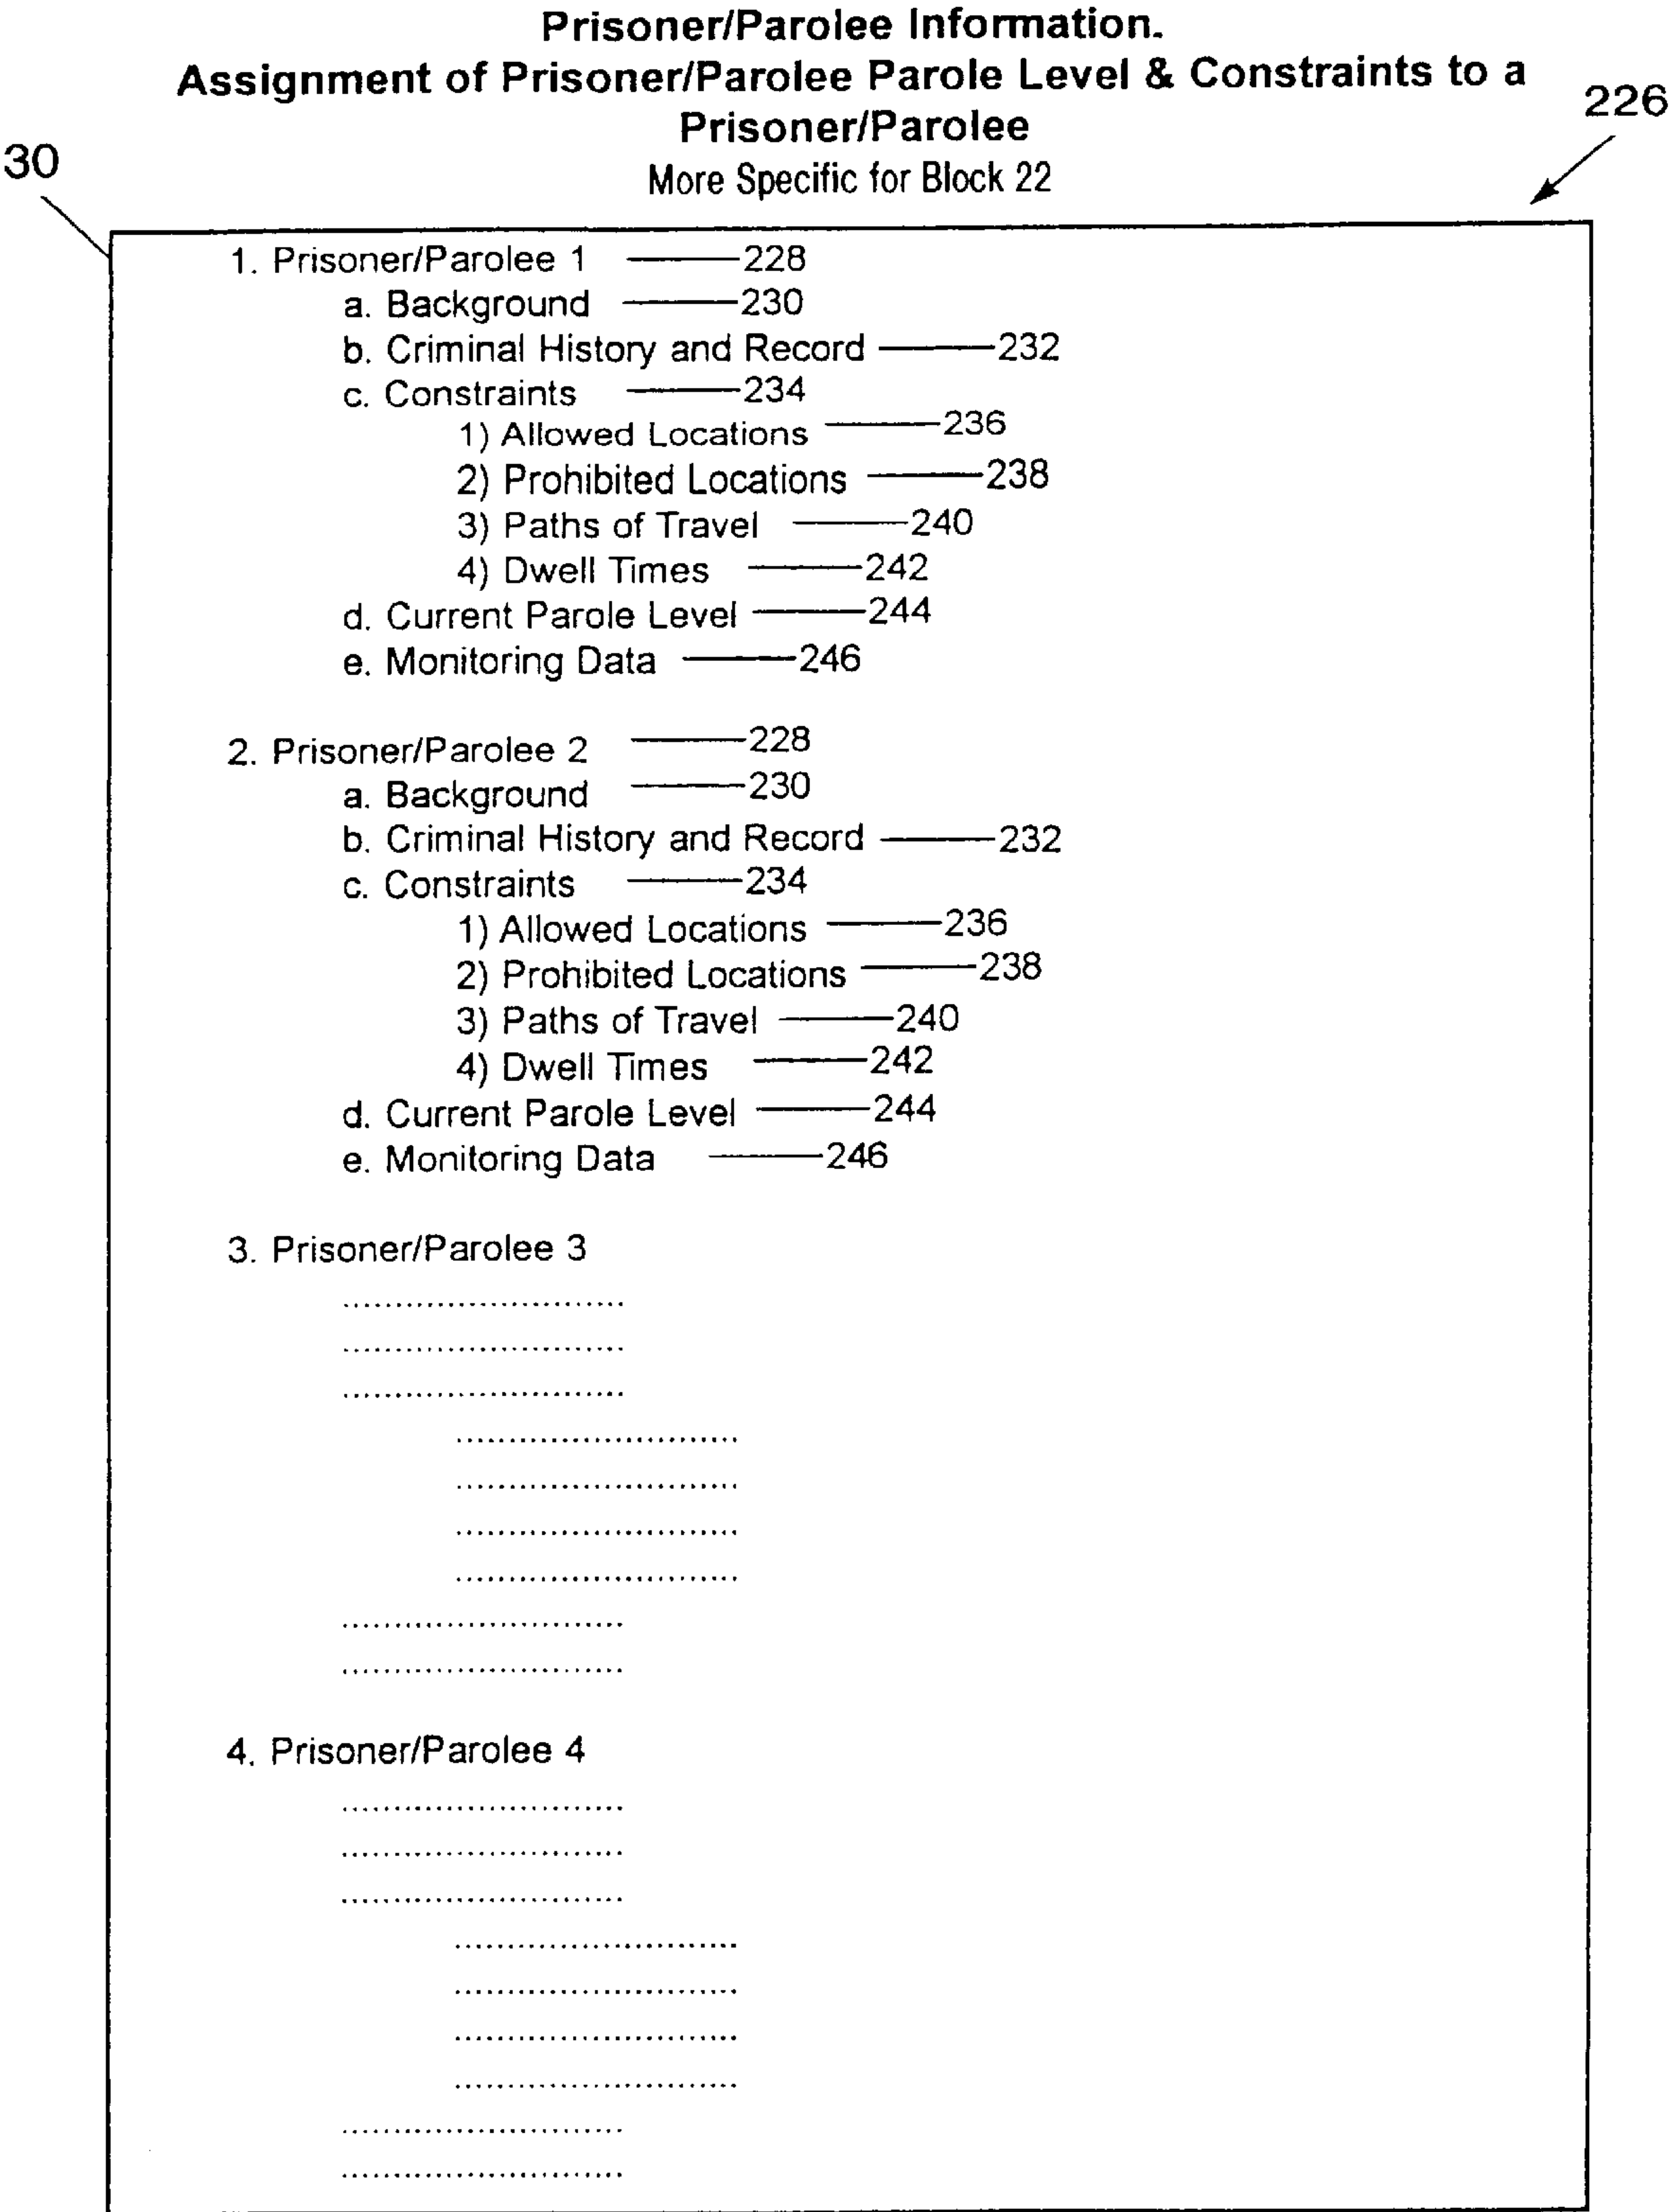 Prisoner/Parolee Information.
Assignment of Prisoner/Parolee Parole Level & Constraints to a
226
Prisoner/Parolee
30
More Specific for Block 22
1. Prisoner/Parolee 1 ———228
a. Background ———230
b. Criminal History and Record ———232
c. Constraints ———234
1) Allowed Locations ———236
2) Prohibited Locations ———238
3) Paths of Travel ———240
4) Dwell Times ———242
d. Current Parole Level ———244
e. Monitoring Data ———246
2. Prisoner/Parolee 2 ———228
a. Background ———230
b. Criminal History and Record ———232
c. Constraints ———234
1) Allowed Locations ———236
2) Prohibited Locations ———238
3) Paths of Travel ———240
4) Dwell Times ———242
d. Current Parole Level ———244
e. Monitoring Data ———246
3. Prisoner/Parolee 3
...........................
...........................
...........................
...........................
...........................
...........................
...........................
...........................
...........................
4. Prisoner/Parolee 4
...........................
...........................
...........................
...........................
...........................
...........................
...........................
...........................
...........................